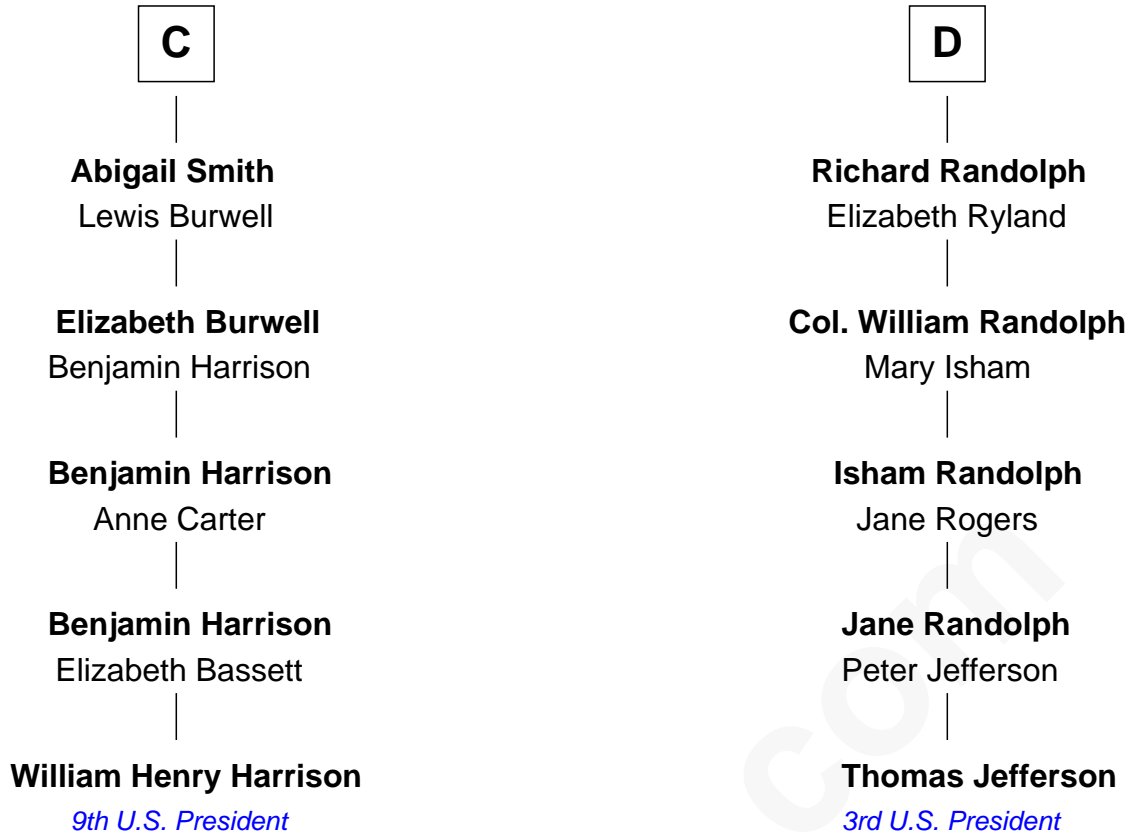 C
Abigail Smith
Lewis Burwell
Elizabeth Burwell
Benjamin Harrison
Benjamin Harrison
Anne Carter
Benjamin Harrison
Elizabeth Bassett
William Henry Harrison
9th U.S. President
D
Richard Randolph
Elizabeth Ryland
Col. William Randolph
Mary Isham
Isham Randolph
Jane Rogers
Jane Randolph
Peter Jefferson
Thomas Jefferson
3rd U.S. President
com